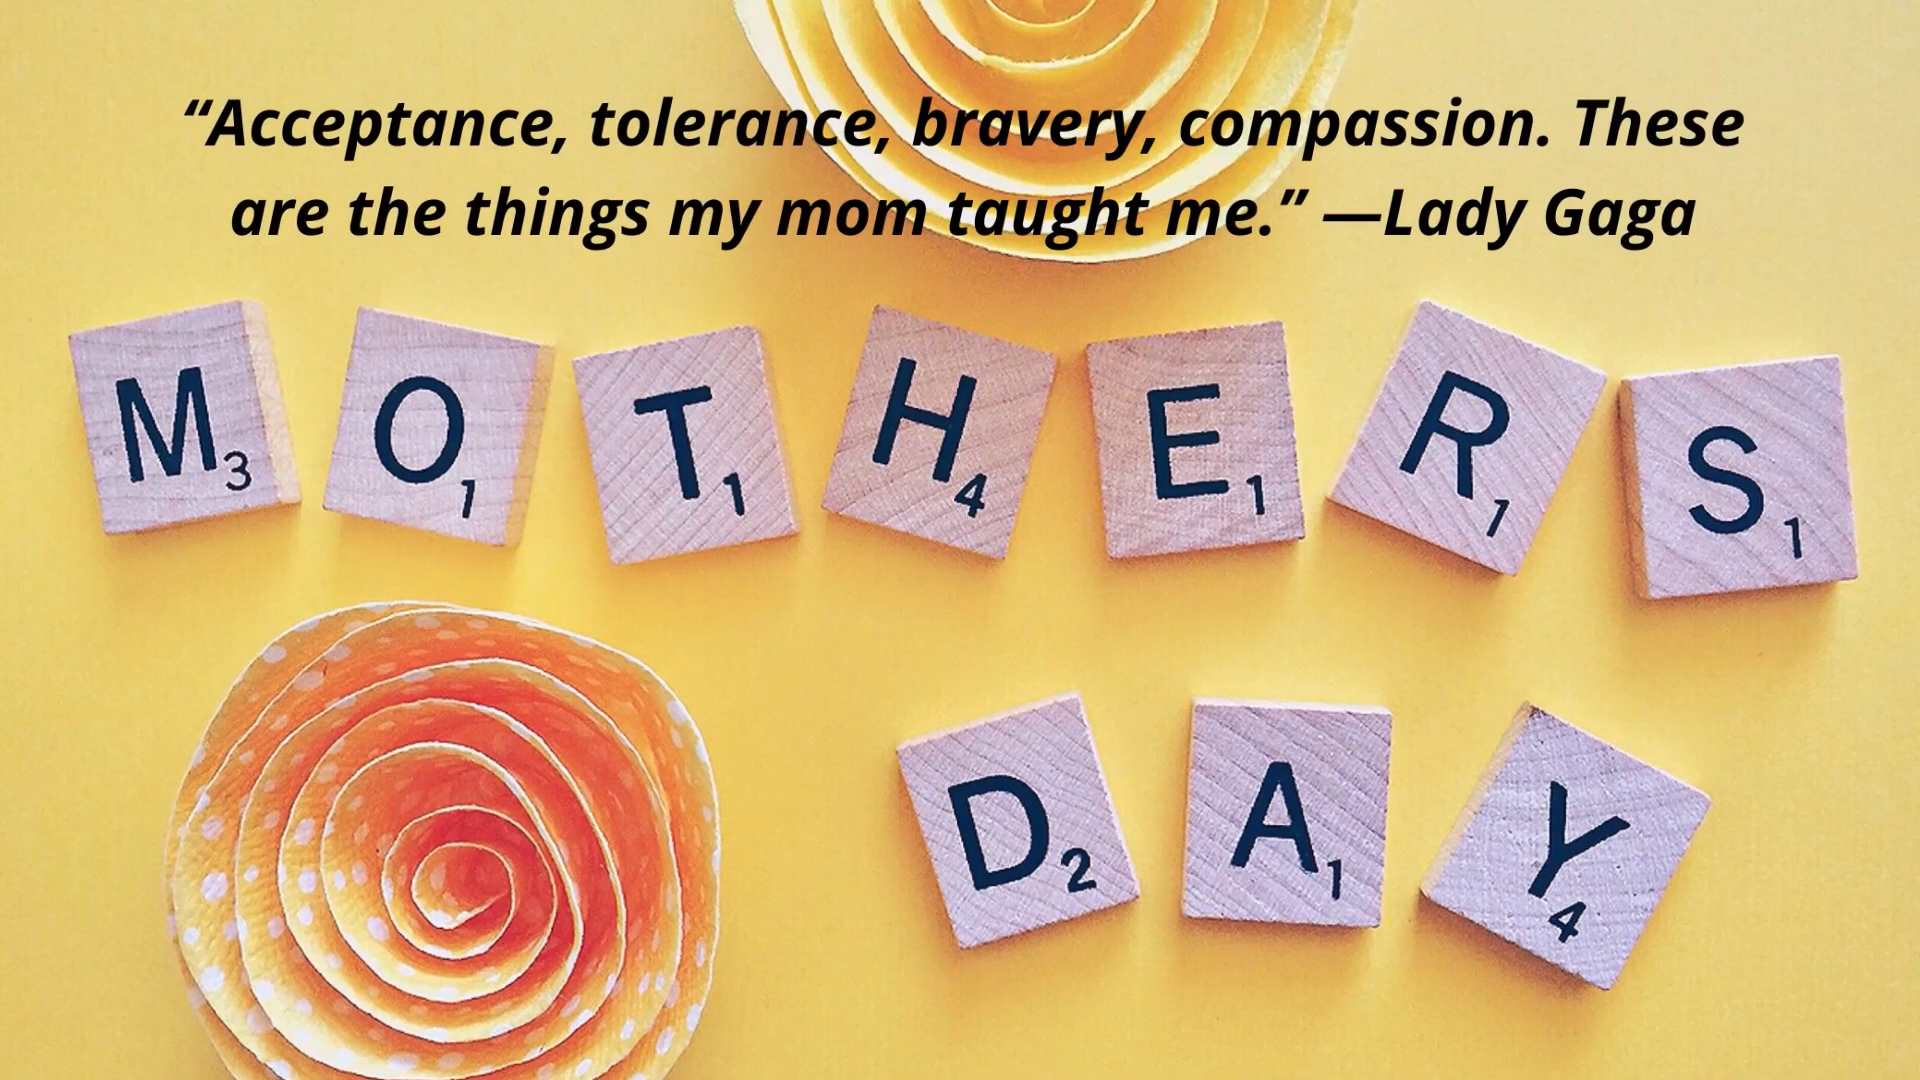 “Acceptance, tolerance, bravery, compassion. These
are the things my mom taught me.” —Lady Gaga
M3 O1 T1 H4 E1 R1 S1
D2 A1 Y4